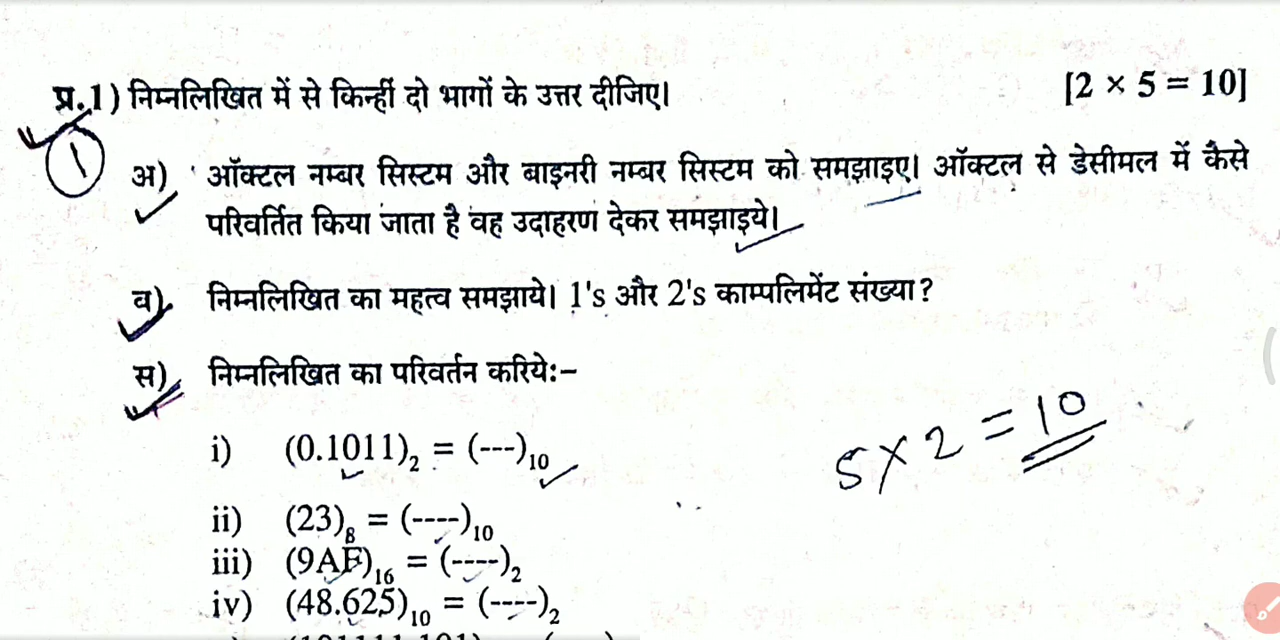 प्र.1) निम्नलिखित में से किन्हीं दो भागों के उत्तर दीजिए। [2 × 5 = 10]
1
अ) ऑक्टल नम्बर सिस्टम और बाइनरी नम्बर सिस्टम को समझाइए। ऑक्टल से डेसीमल में कैसे
परिवर्तित किया जाता है वह उदाहरण देकर समझाइये।
व) निम्नलिखित का महत्व समझाये। 1's और 2's काम्पलिमेंट संख्या?
स) निम्नलिखित का परिवर्तन करिये:–
i) (0.1011)₂ = (---)₁₀
5 × 2 = 10
ii) (23)₈ = (----)₁₀
iii) (9AF)₁₆ = (----)₂
iv) (48.625)₁₀ = (----)₂